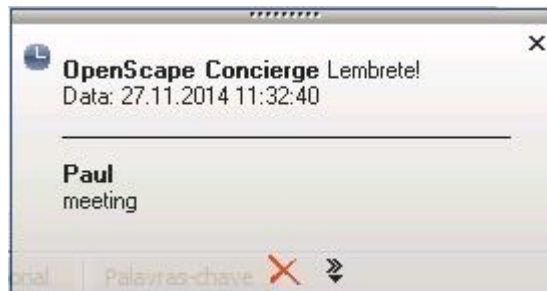 OpenScape Concierge Lembrete!
Data: 27.11.2014 11:32:40
Paul
meeting
Palavras-chave